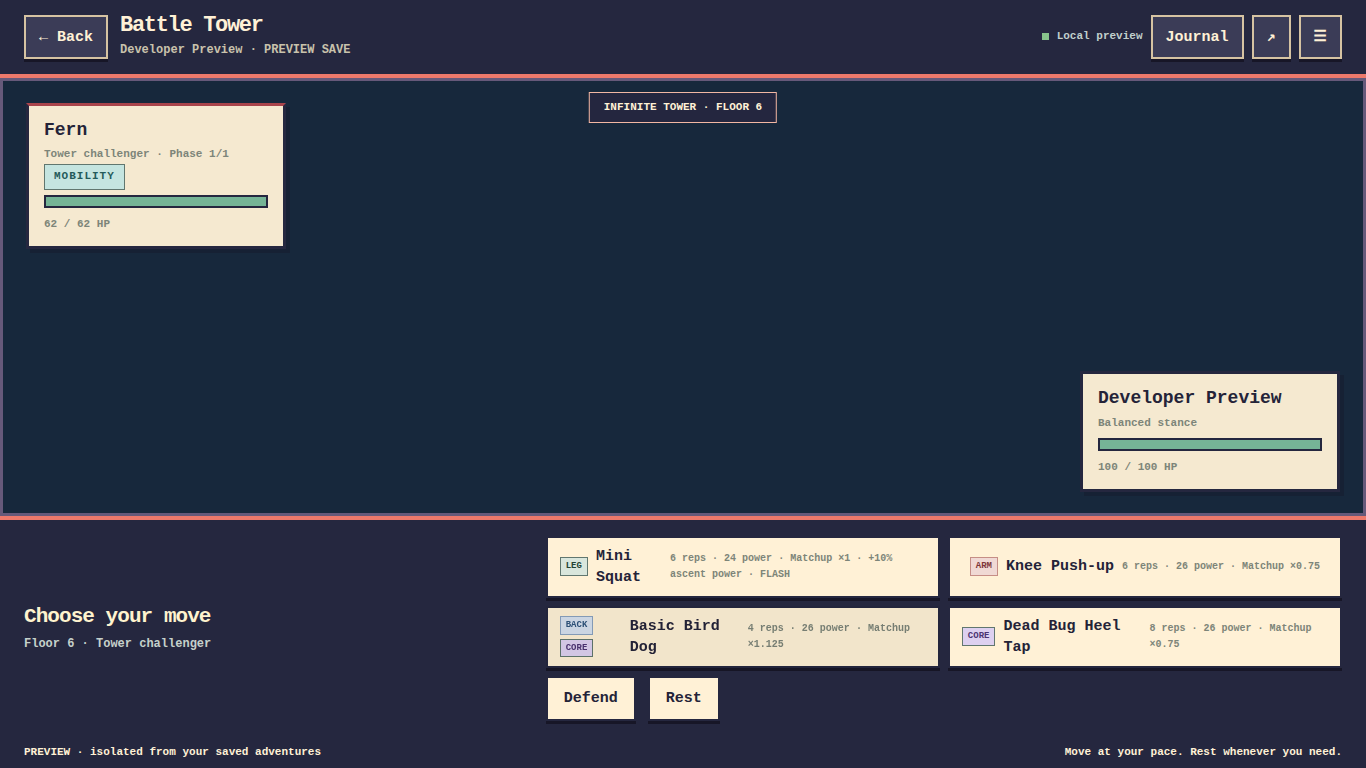 ← Back
Battle Tower
Developer Preview · PREVIEW SAVE
Local preview
Journal
↗
☰
INFINITE TOWER · FLOOR 6
Fern
Tower challenger · Phase 1/1
MOBILITY
62 / 62 HP
Developer Preview
Balanced stance
100 / 100 HP
Choose your move
Floor 6 · Tower challenger
LEG
Mini
Squat
6 reps · 24 power · Matchup ×1 · +10%
ascent power · FLASH
ARM
Knee Push-up
6 reps · 26 power · Matchup ×0.75
BACK
CORE
Basic Bird
Dog
4 reps · 26 power · Matchup
×1.125
CORE
Dead Bug Heel
Tap
8 reps · 26 power · Matchup
×0.75
Defend
Rest
PREVIEW · isolated from your saved adventures
Move at your pace. Rest whenever you need.